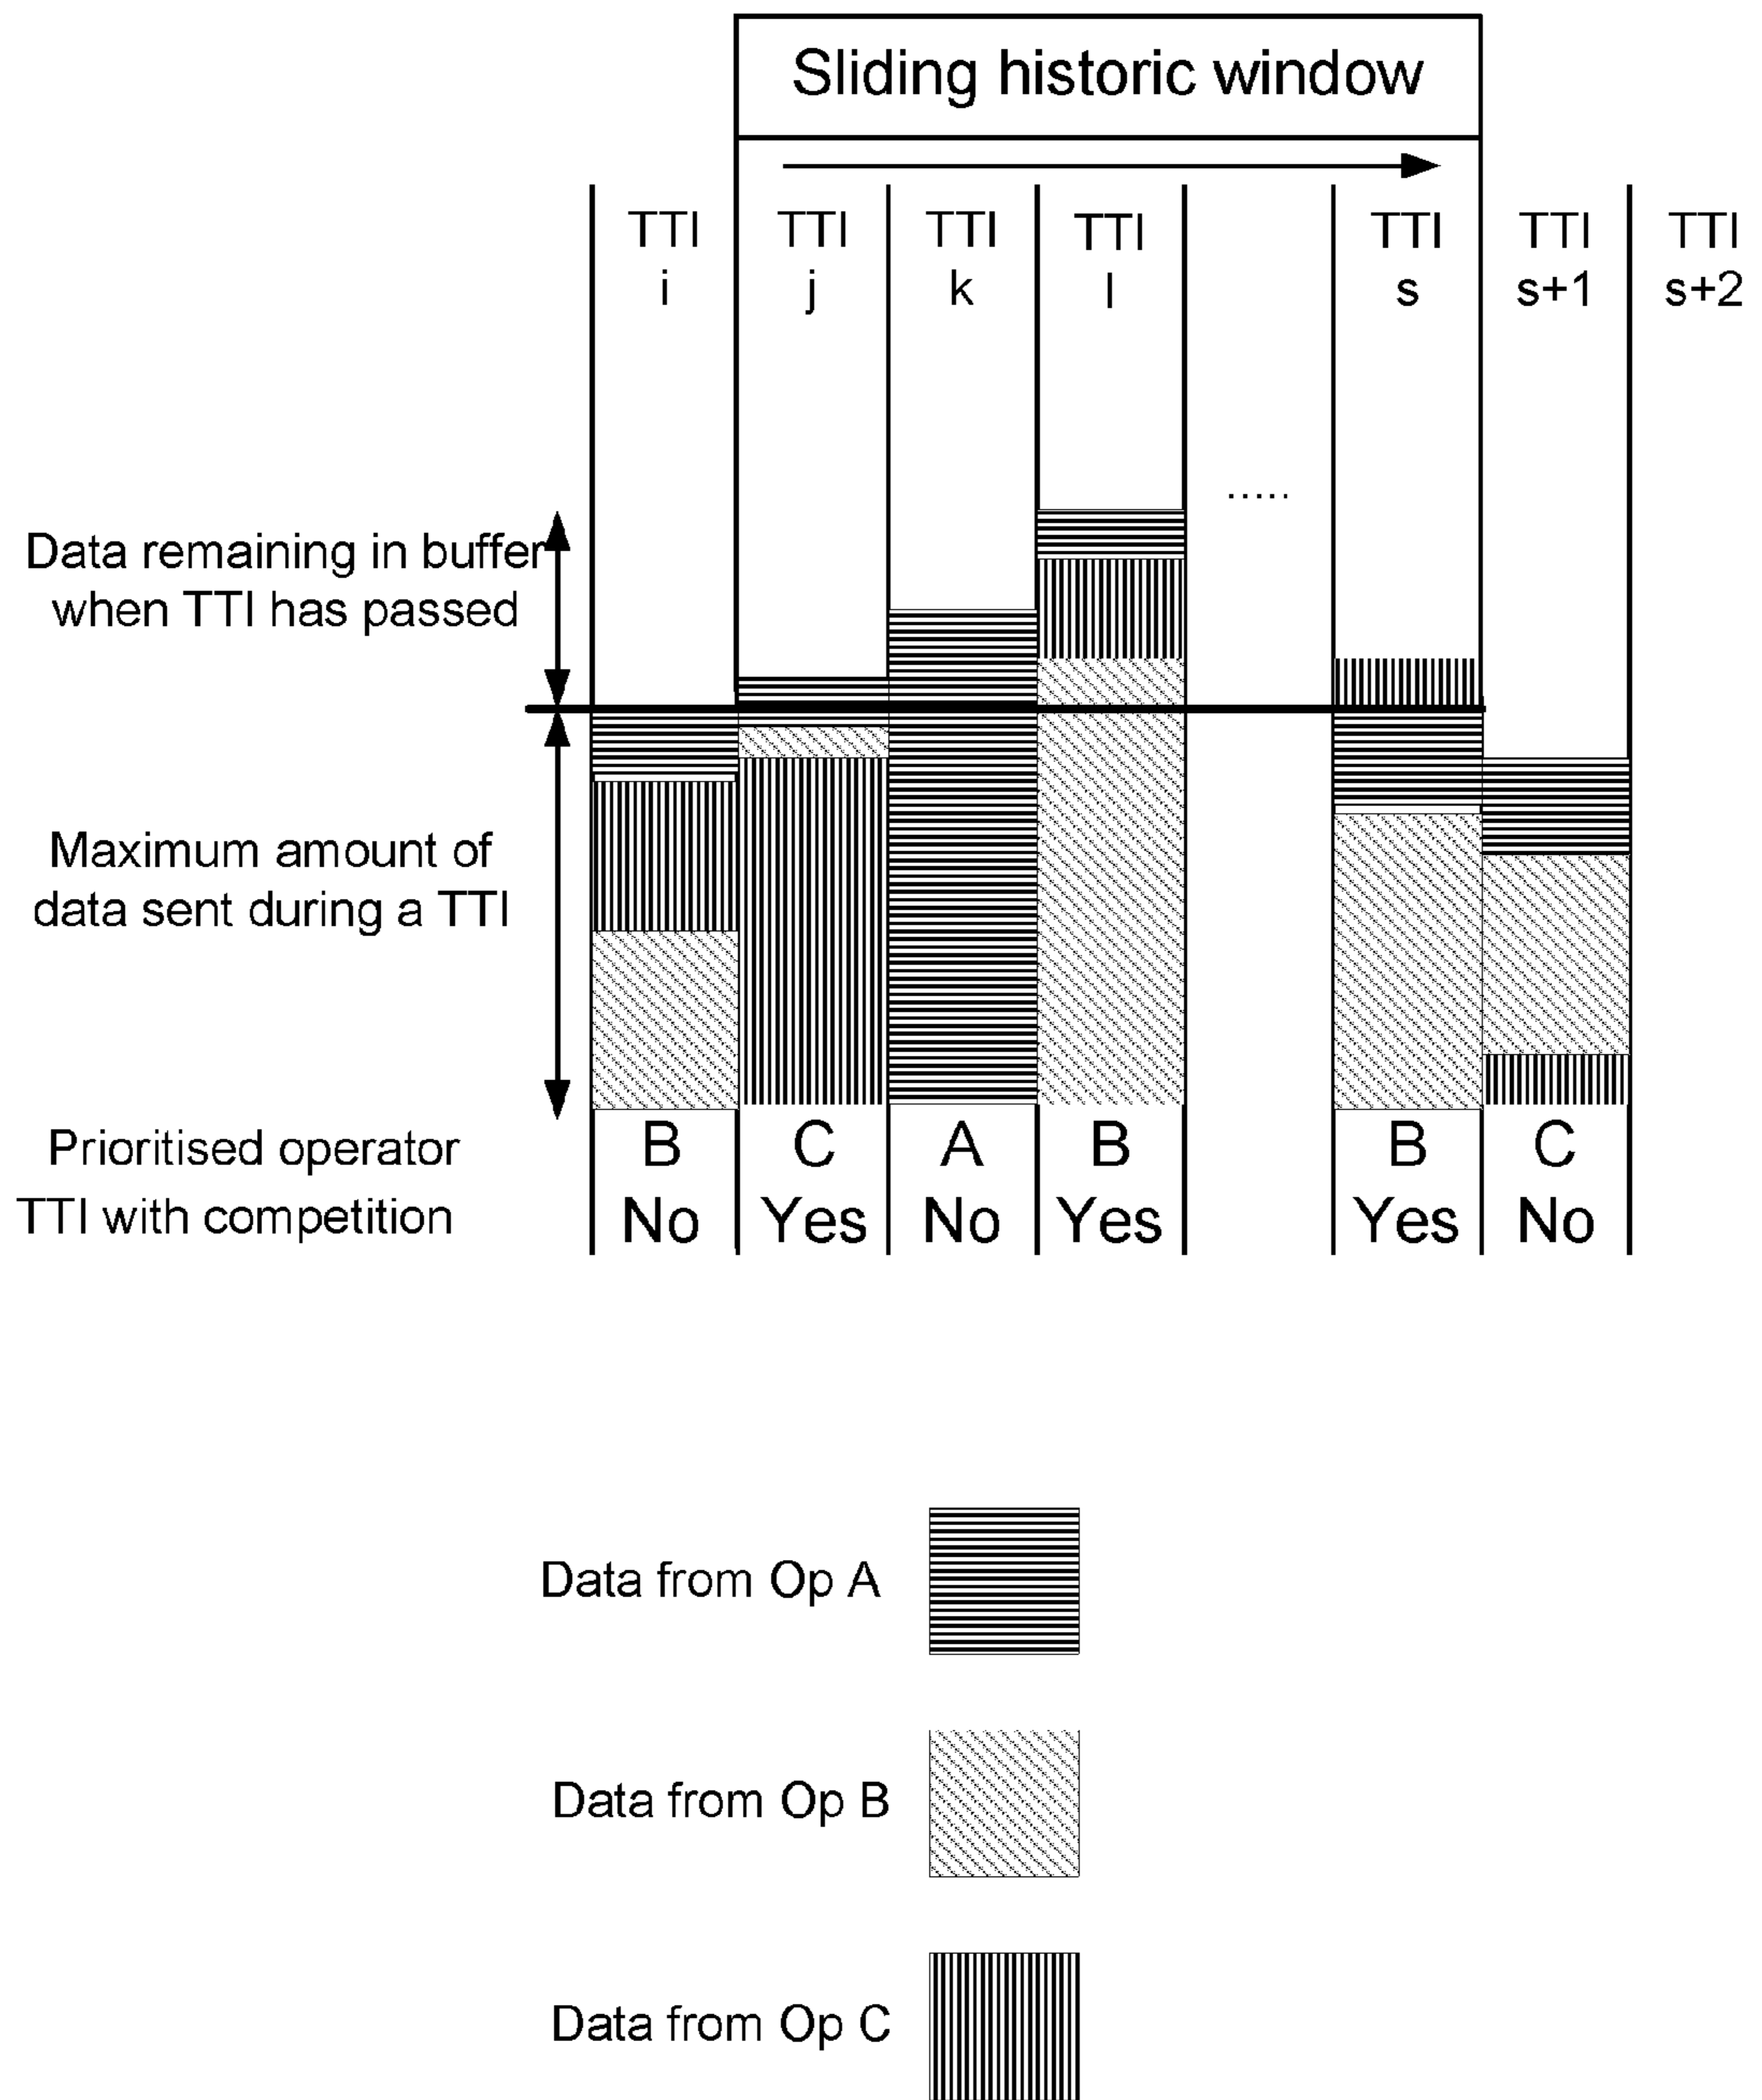 Sliding historic window
TTI TTI TTI TTI TTI TTI TTI
i j k l s s+1 s+2
.....
Data remaining in buffer
when TTI has passed
Maximum amount of
data sent during a TTI
Prioritised operator B C A B B C
TTI with competition No Yes No Yes Yes No
Data from Op A
Data from Op B
Data from Op C